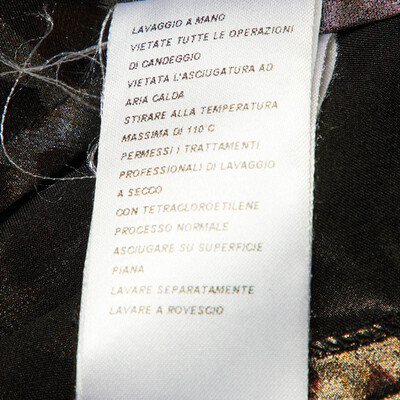 LAVAGGIO A MANO
VIETATE TUTTE LE OPERAZIONI
DI CANDEGGIO
VIETATA L'ASCIUGATURA AD
ARIA CALDA
STIRARE ALLA TEMPERATURA
MASSIMA DI 110°C
PERMESSI I TRATTAMENTI
PROFESSIONALI DI LAVAGGIO
A SECCO
CON TETRACLOROETILENE
PROCESSO NORMALE
ASCIUGARE SU SUPERFICIE
PIANA
LAVARE SEPARATAMENTE
LAVARE A ROVESCIO